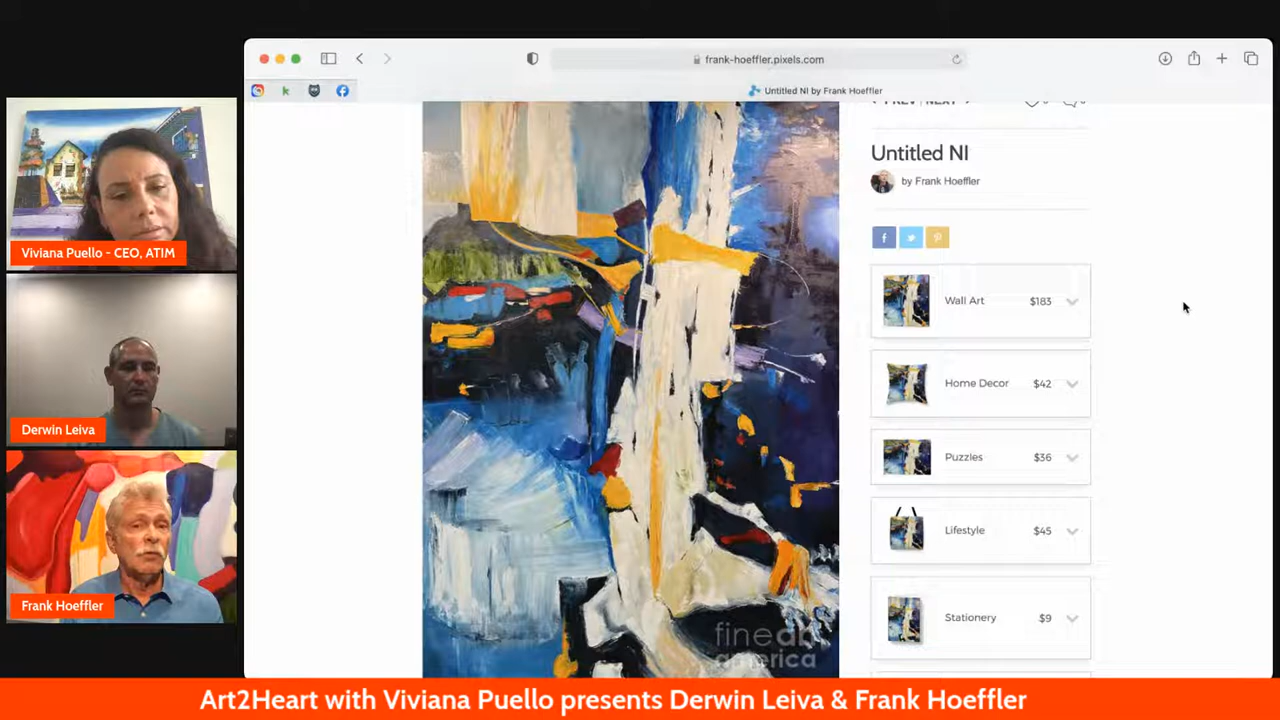 frank-hoeffler.pixels.com
Untitled NI by Frank Hoeffler
PREV NEXT
Untitled NI
by Frank Hoeffler
Wall Art $183
Home Decor $42
Puzzles $36
Lifestyle $45
Stationery $9
fineart
america
Viviana Puello - CEO, ATIM
Derwin Leiva
Frank Hoeffler
Art2Heart with Viviana Puello presents Derwin Leiva & Frank Hoeffler